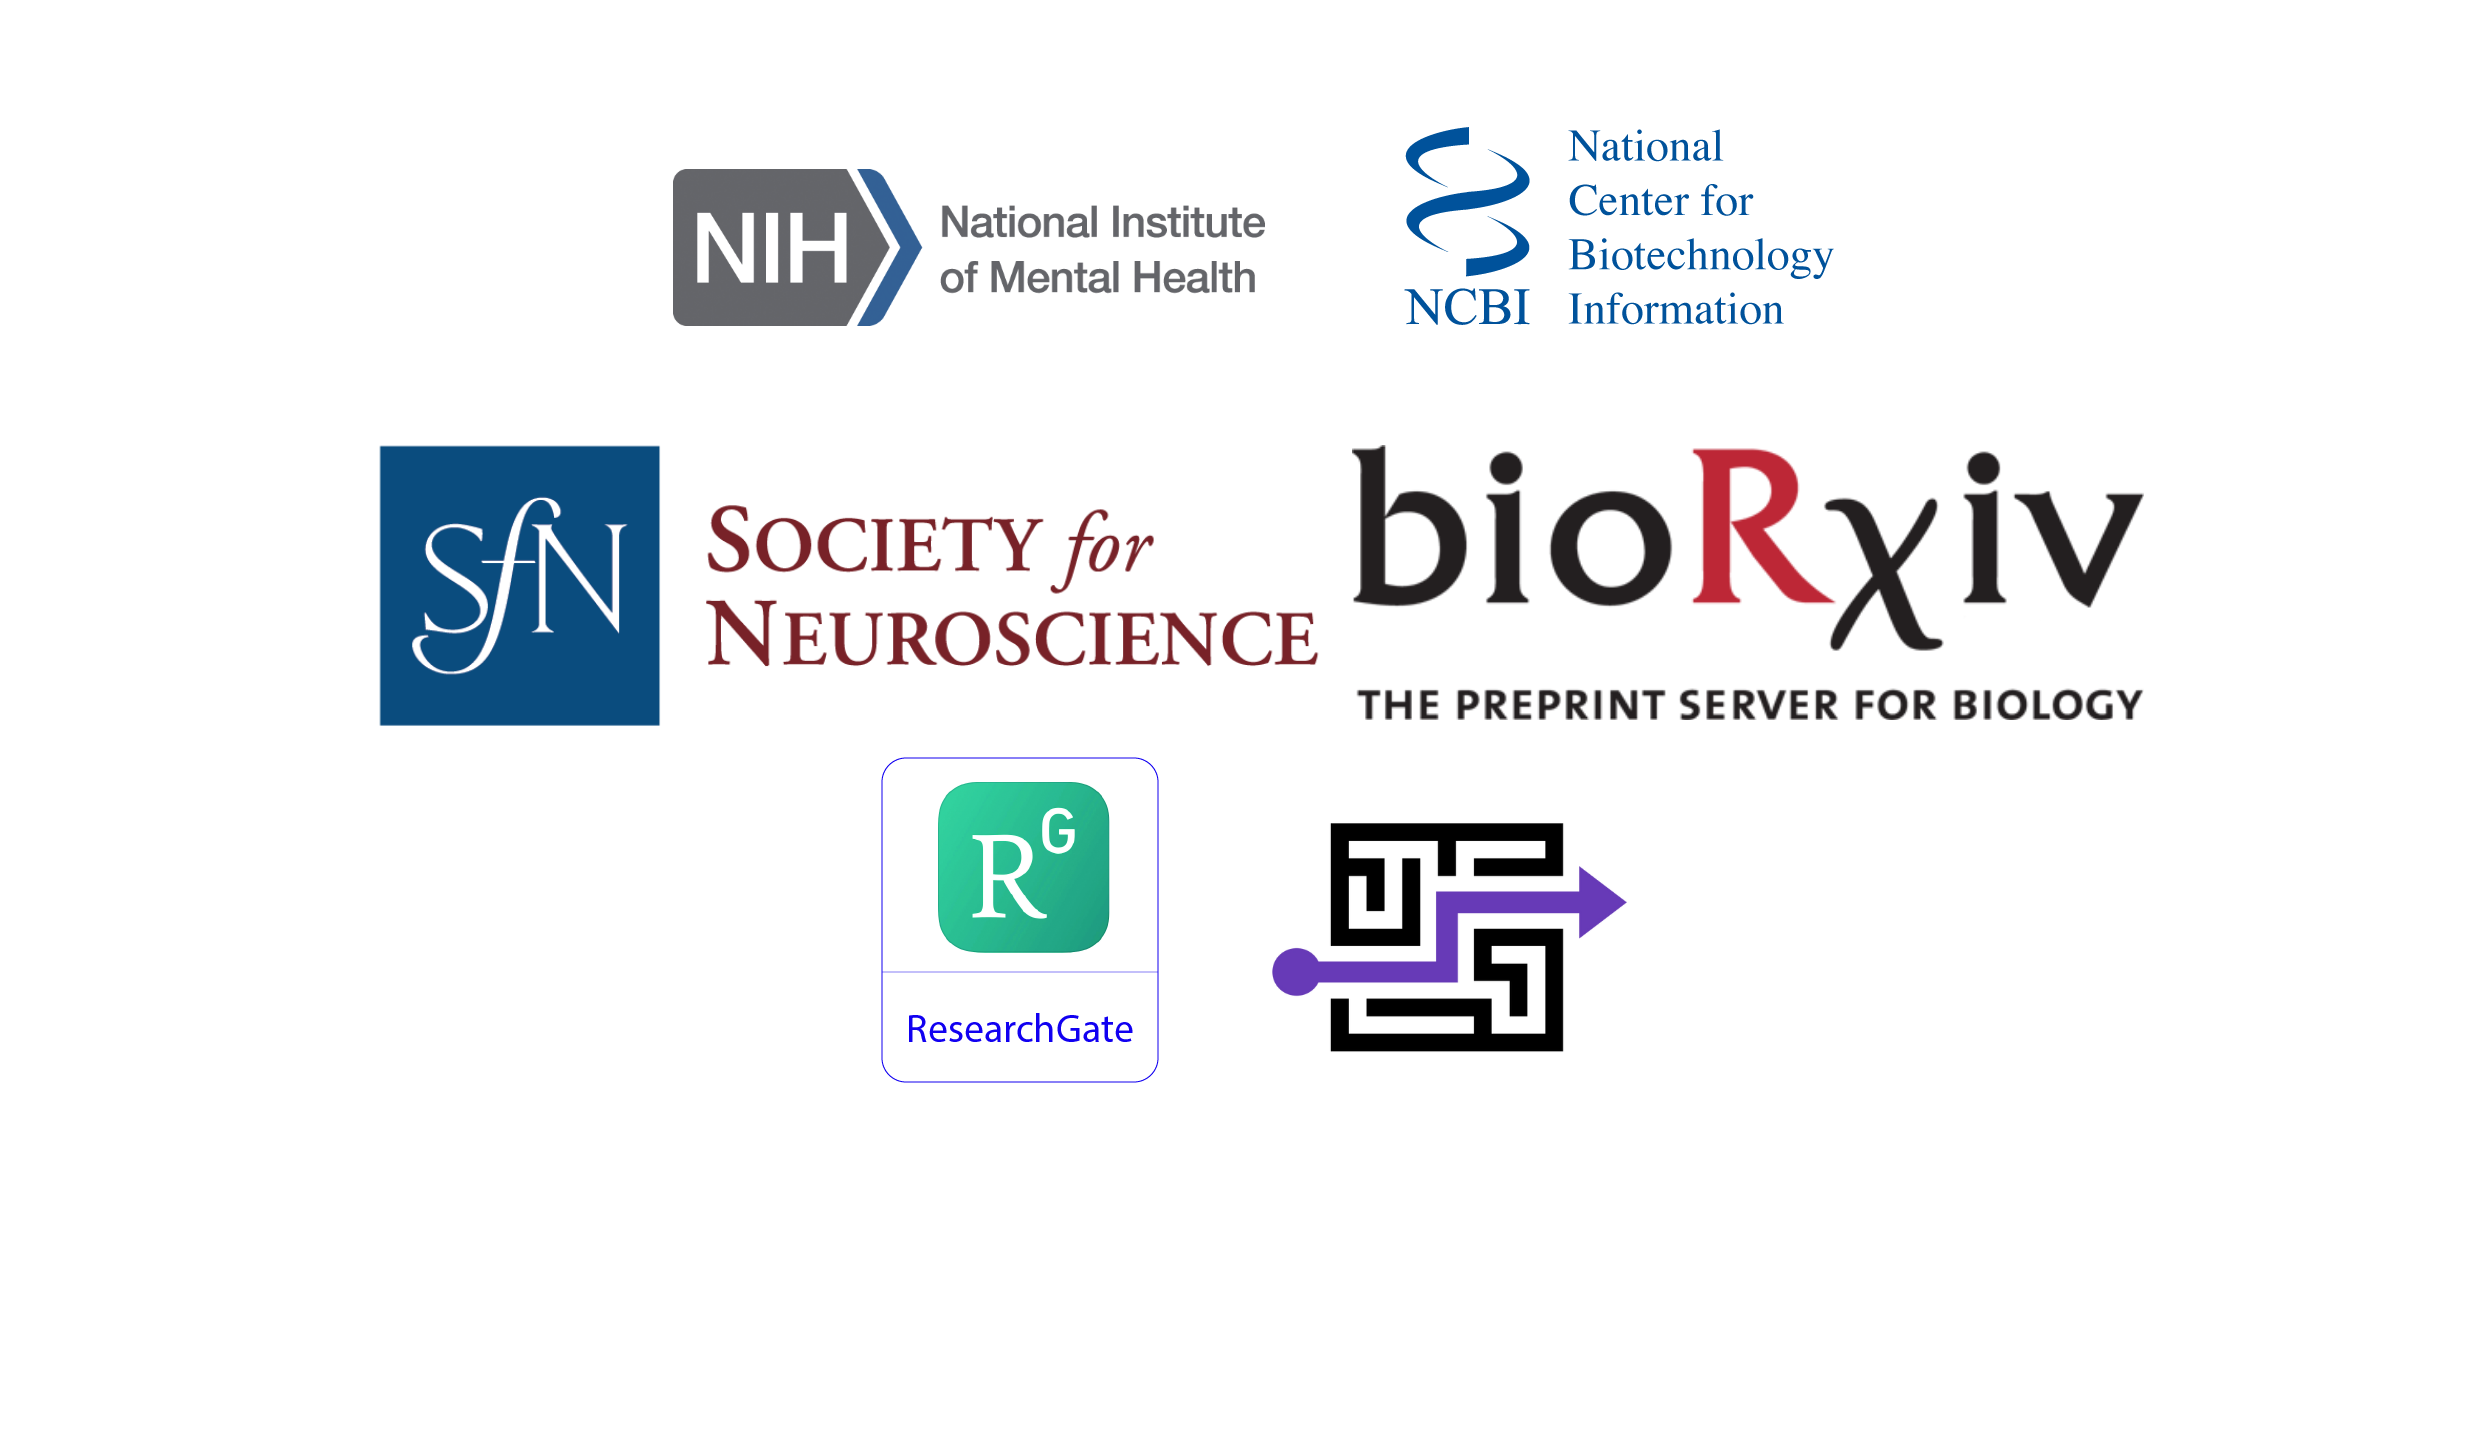 NIH
National Institute
of Mental Health
NCBI
National
Center for
Biotechnology
Information
SfN
SOCIETY for
NEUROSCIENCE
bioRxiv
THE PREPRINT SERVER FOR BIOLOGY
RG
ResearchGate